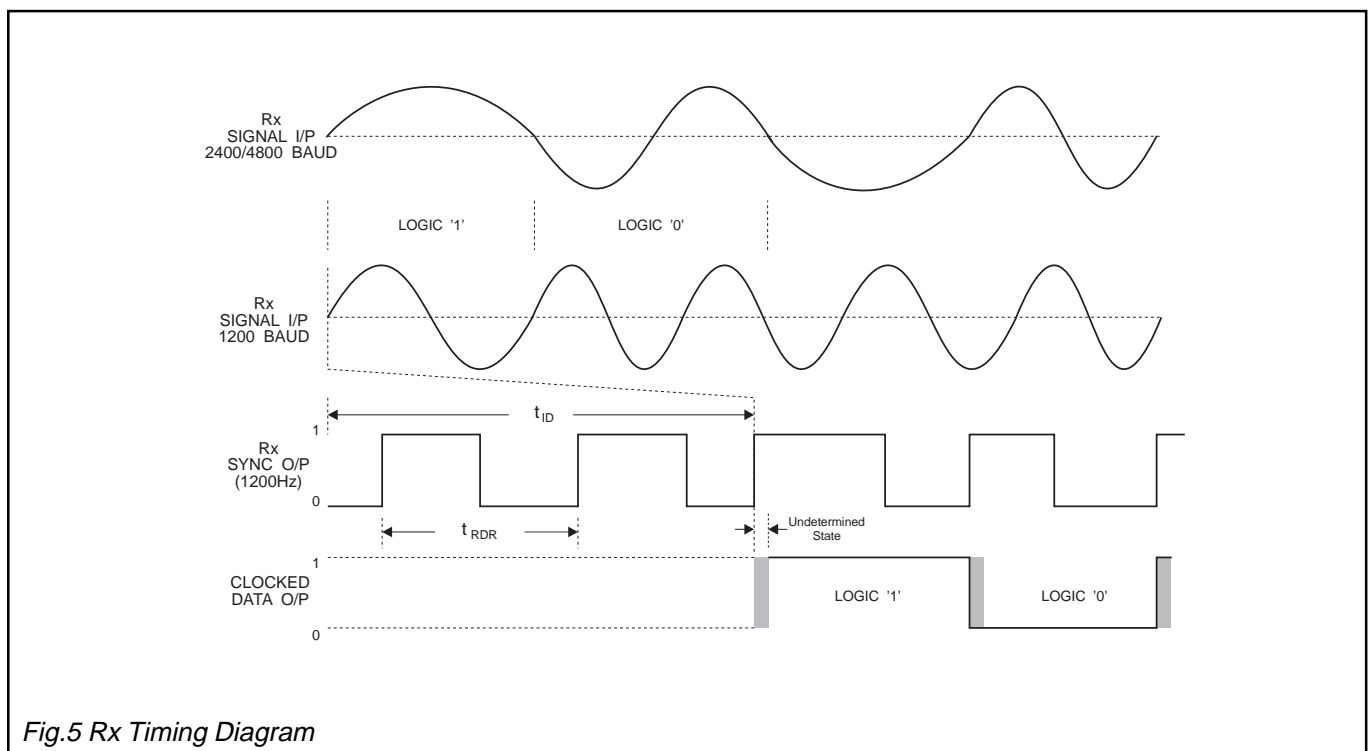 Rx
SIGNAL I/P
2400/4800 BAUD
LOGIC '1'
LOGIC '0'
Rx
SIGNAL I/P
1200 BAUD
t ID
1
Rx
SYNC O/P
(1200Hz)
0
t RDR
Undetermined
State
1
CLOCKED
DATA O/P
LOGIC '1'
LOGIC '0'
0
Fig.5 Rx Timing Diagram